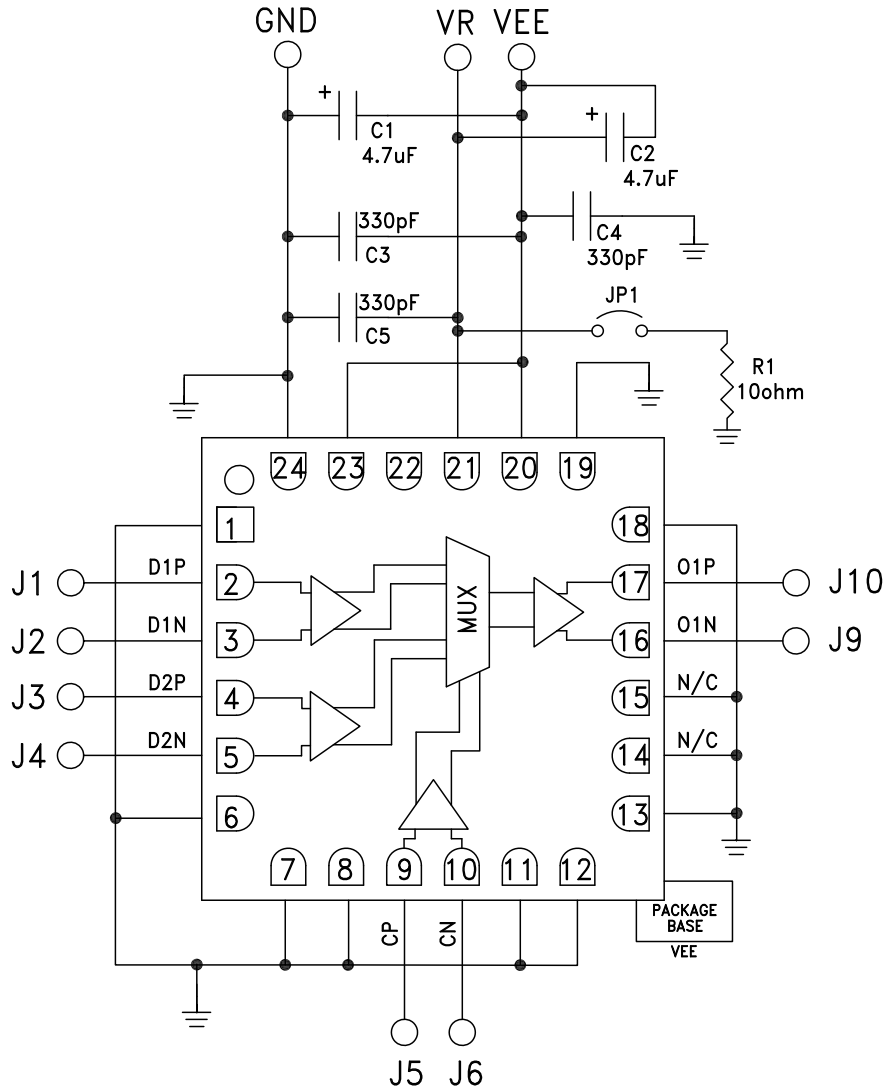 GND VR VEE
+
C1
4.7uF
+
C2
4.7uF
330pF
C3
C4
330pF
330pF
C5
JP1
R1
10ohm
24 23 22 21 20 19
1 18
J1 D1P 2 17 O1P J10
J2 D1N 3 MUX 16 O1N J9
J3 D2P 4 15 N/C
J4 D2N 5 14 N/C
6 13
7 8 9 10 11 12
CP CN
PACKAGE
BASE
VEE
J5 J6